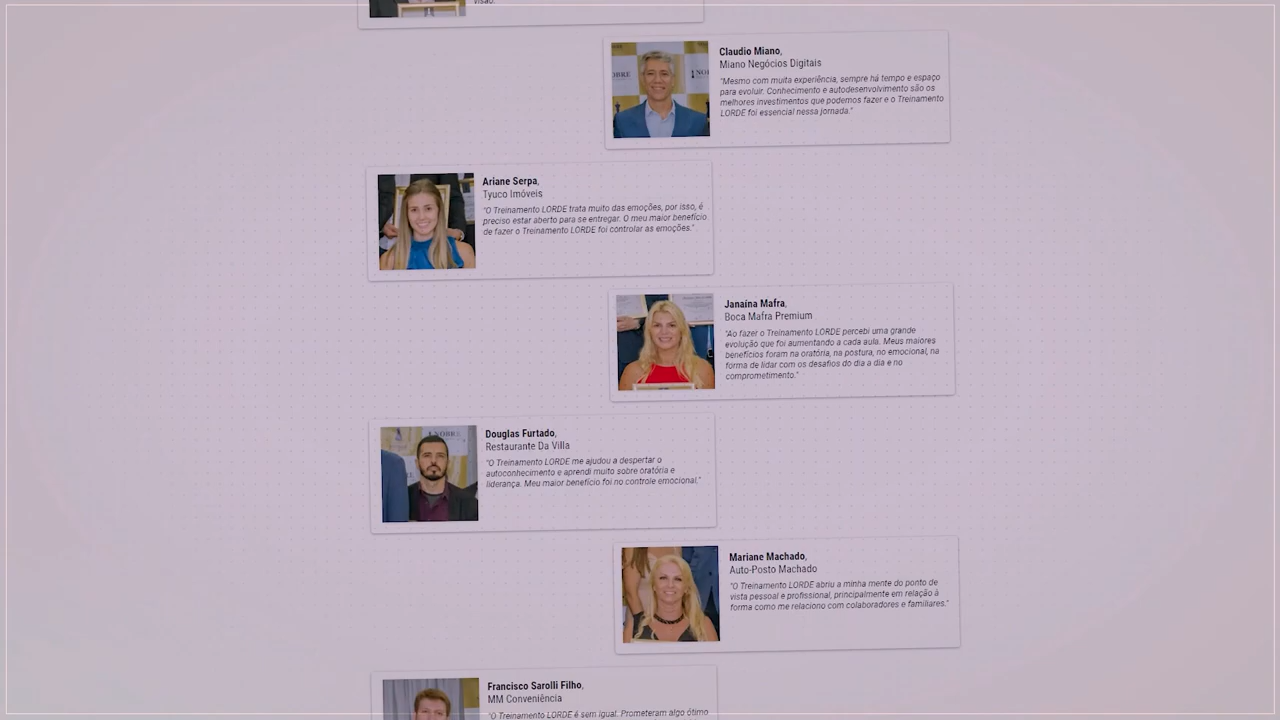 visão."
Claudio Miano,
Miano Negócios Digitais
"Mesmo com muita experiência, sempre há tempo e espaço
para evoluir. Conhecimento e autodesenvolvimento são os
melhores investimentos que podemos fazer e o Treinamento
LORDE foi essencial nessa jornada."
Ariane Serpa,
Tyuco Imóveis
"O Treinamento LORDE trata muito das emoções, por isso, é
preciso estar aberto para se entregar. O meu maior benefício
de fazer o Treinamento LORDE foi controlar as emoções."
Janaína Mafra,
Boca Mafra Premium
"Ao fazer o Treinamento LORDE percebi uma grande
evolução que foi aumentando a cada aula. Meus maiores
benefícios foram na oratória, na postura, no emocional, na
forma de lidar com os desafios do dia a dia e no
comprometimento."
Douglas Furtado,
Restaurante Da Villa
"O Treinamento LORDE me ajudou a despertar o
autoconhecimento e aprendi muito sobre oratória e
liderança. Meu maior benefício foi no controle emocional."
Mariane Machado,
Auto-Posto Machado
"O Treinamento LORDE abriu a minha mente do ponto de
vista pessoal e profissional, principalmente em relação à
forma como me relaciono com colaboradores e familiares."
Francisco Sarolli Filho,
MM Conveniência
"O Treinamento LORDE é sem igual. Prometeram algo ótimo